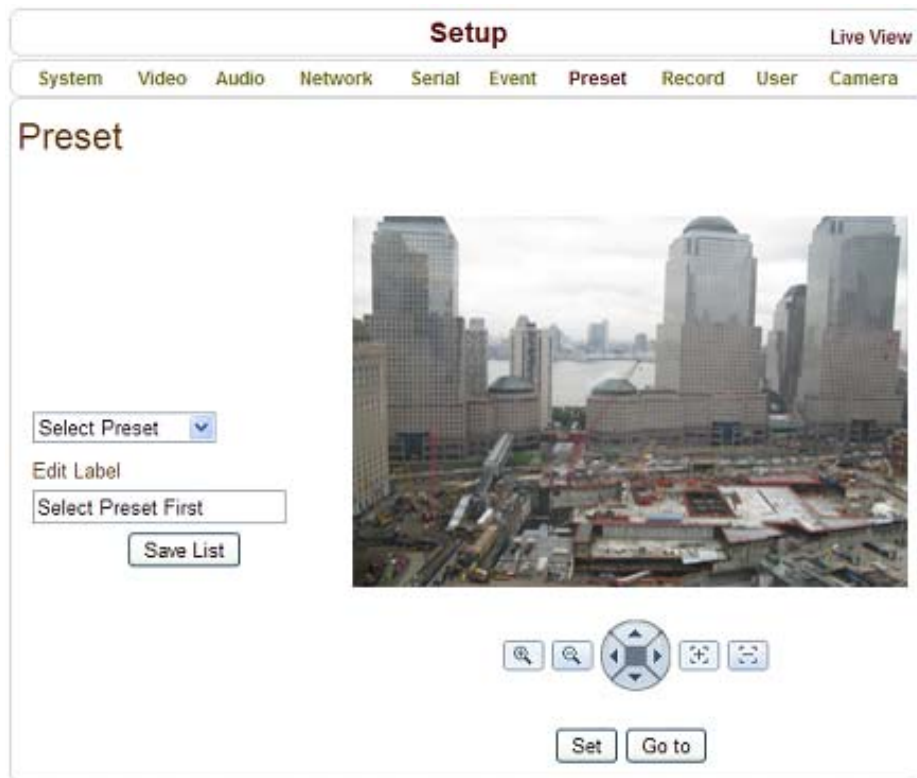 Setup
Live View
System Video Audio Network Serial Event Preset Record User Camera
Preset
Select Preset
Edit Label
Select Preset First
Save List
Set Go to